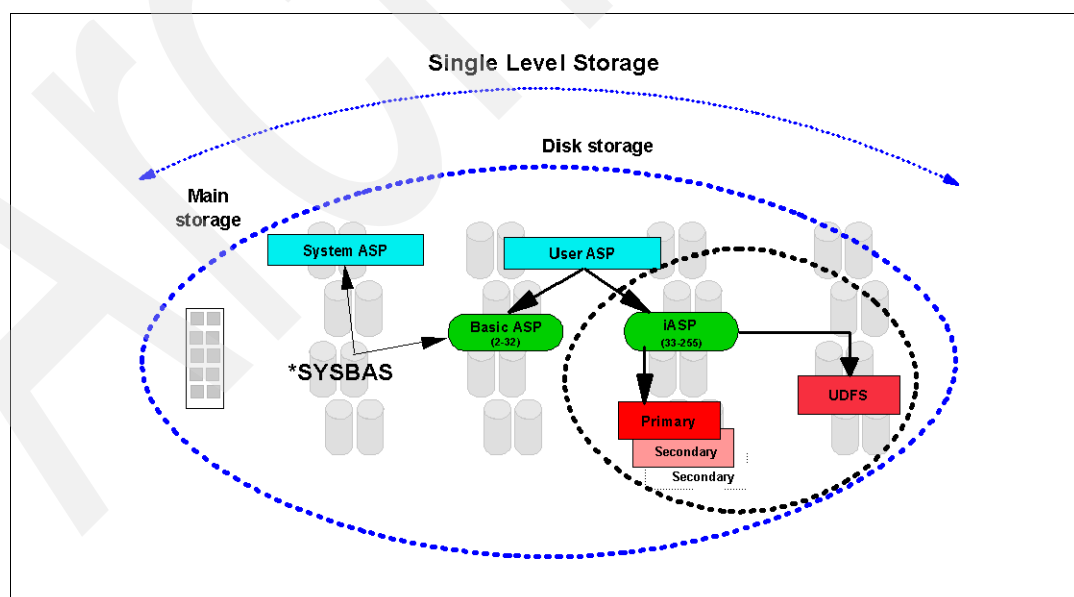 Single Level Storage
Disk storage
Main
storage
System ASP
User ASP
Basic ASP
(2-32)
iASP
(33-255)
*SYSBAS
UDFS
Primary
Secondary
Secondary